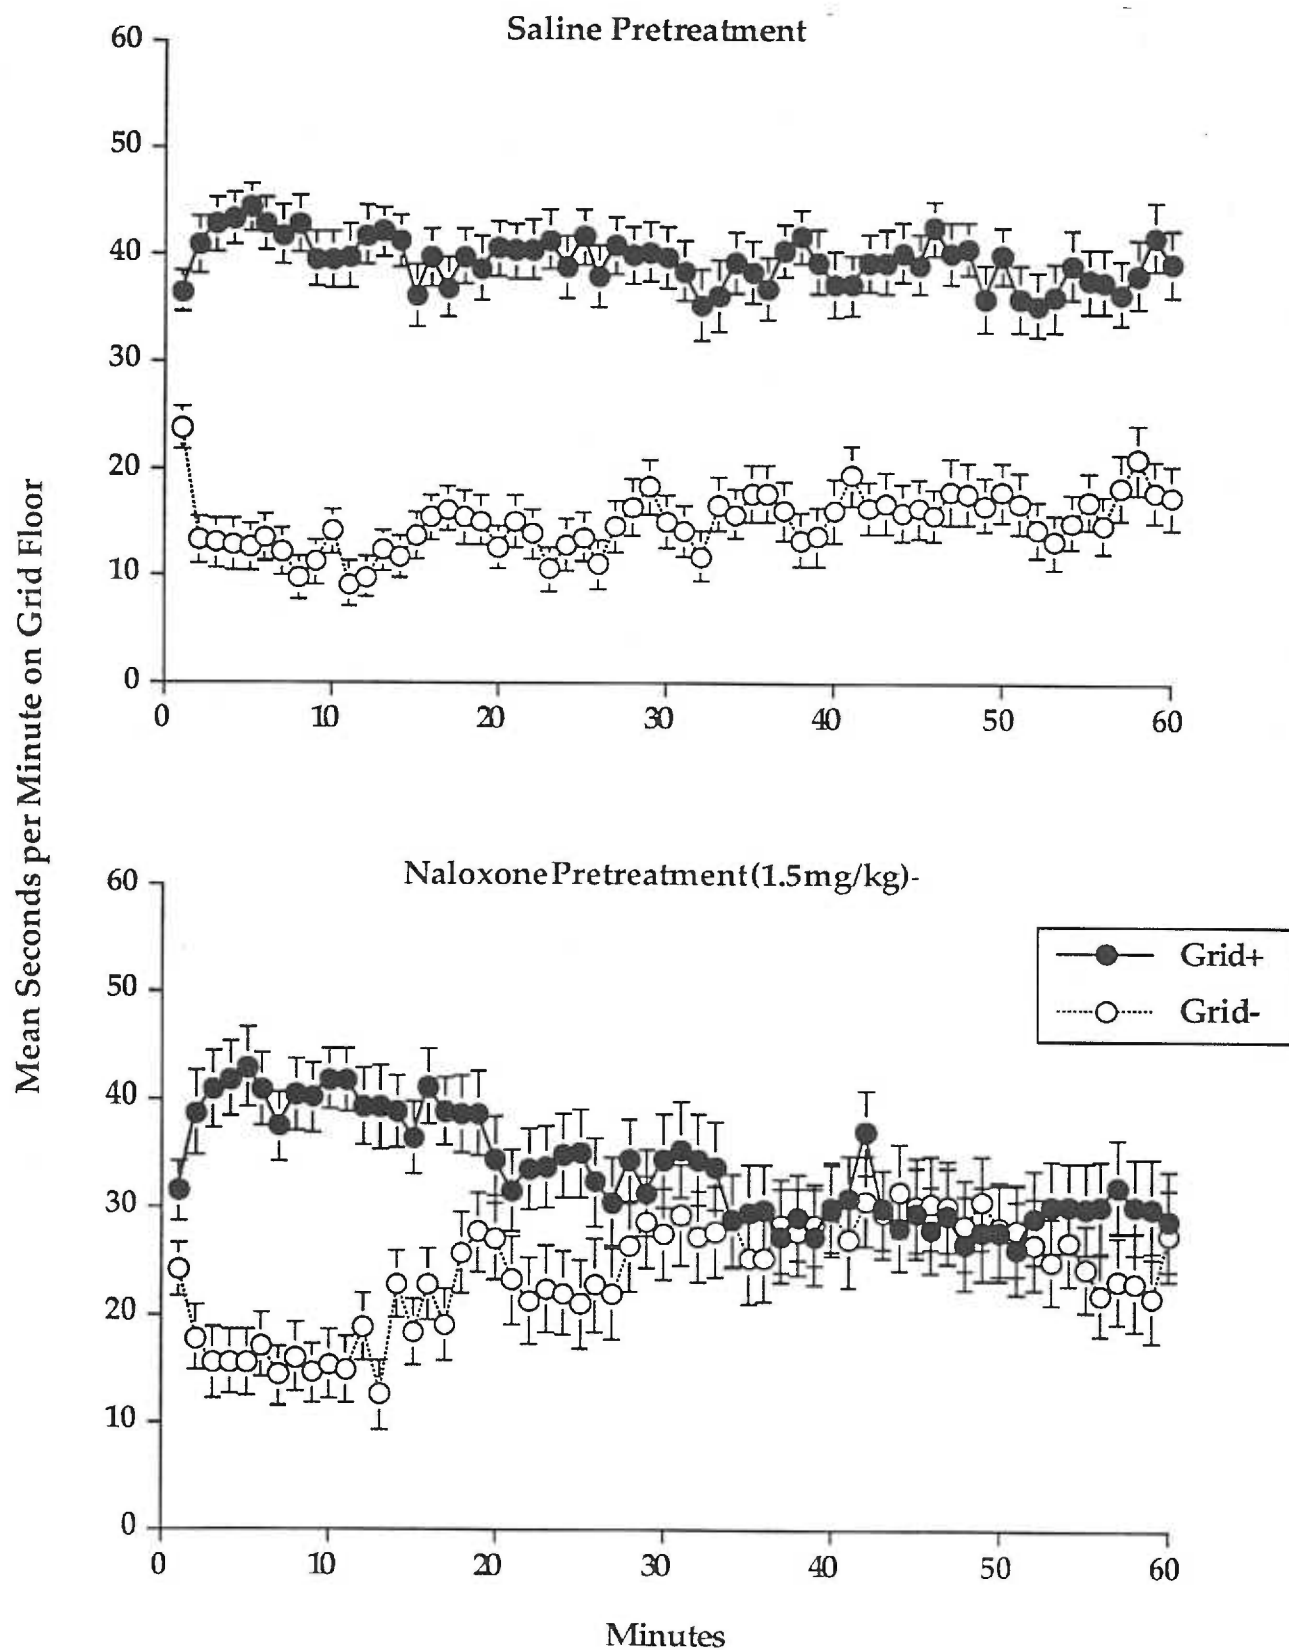 Saline Pretreatment
60
50
40
30
20
10
0
0 10 20 30 40 50 60
Mean Seconds per Minute on Grid Floor
Naloxone Pretreatment (1.5mg/kg)-
60
50
40
30
20
10
0
Grid+
Grid-
0 10 20 30 40 50 60
Minutes